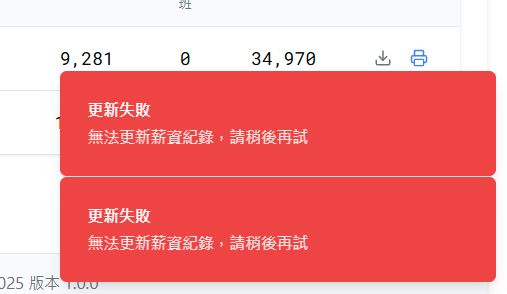 班
9,281 0 34,970
更新失敗
無法更新薪資紀錄，請稍後再試
更新失敗
無法更新薪資紀錄，請稍後再試
025 版本 1.0.0